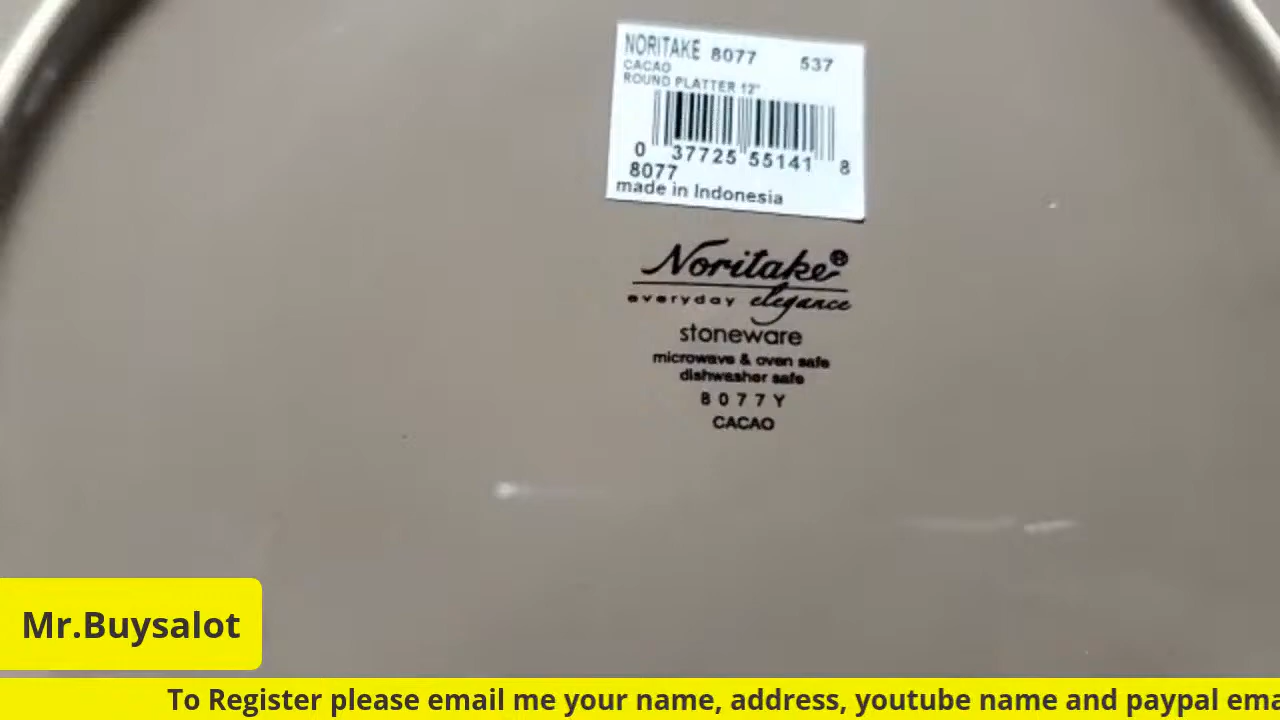 NORITAKE 8077 537
CACAO
ROUND PLATTER 12"
0 37725 55141 8
8077
made in Indonesia
Noritake®
everyday elegance
stoneware
microwave & oven safe
dishwasher safe
8077Y
CACAO
Mr.Buysalot
To Register please email me your name, address, youtube name and paypal ema